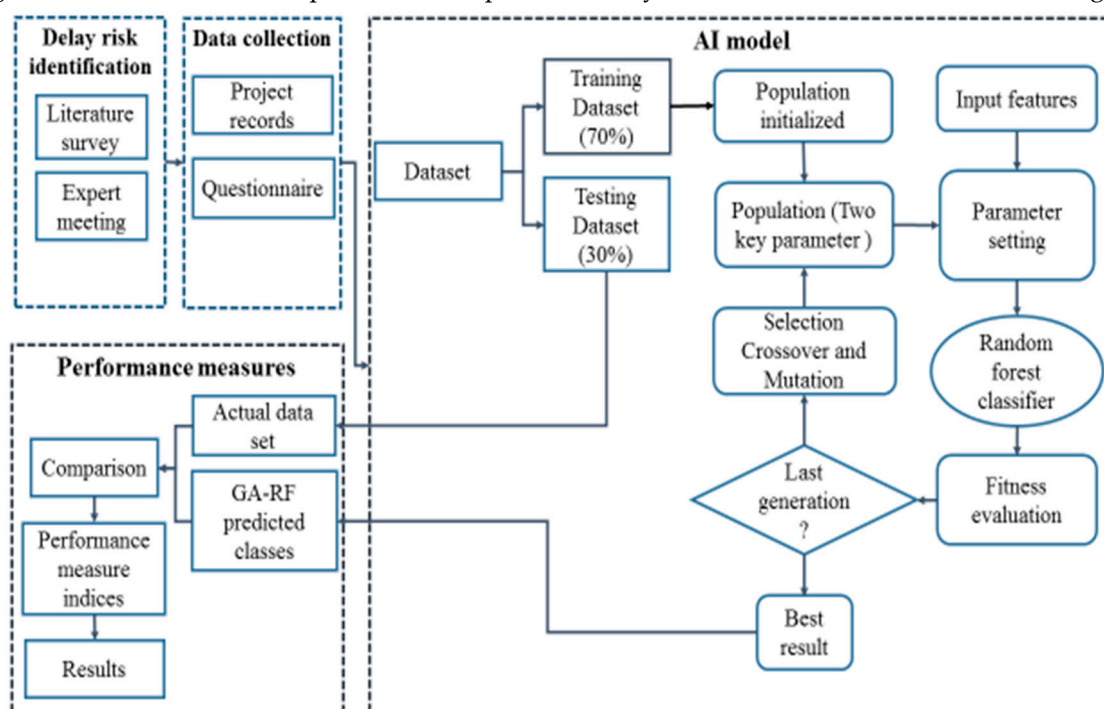 Delay risk
identification
Literature
survey
Expert
meeting
Data collection
Project
records
Questionnaire
AI model
Dataset
Training
Dataset
(70%)
Testing
Dataset
(30%)
Population
initialized
Population (Two
key parameter )
Selection
Crossover and
Mutation
Last
generation
?
Best
result
Input features
Parameter
setting
Random
forest
classifier
Fitness
evaluation
Performance measures
Actual data
set
GA-RF
predicted
classes
Comparison
Performance
measure
indices
Results